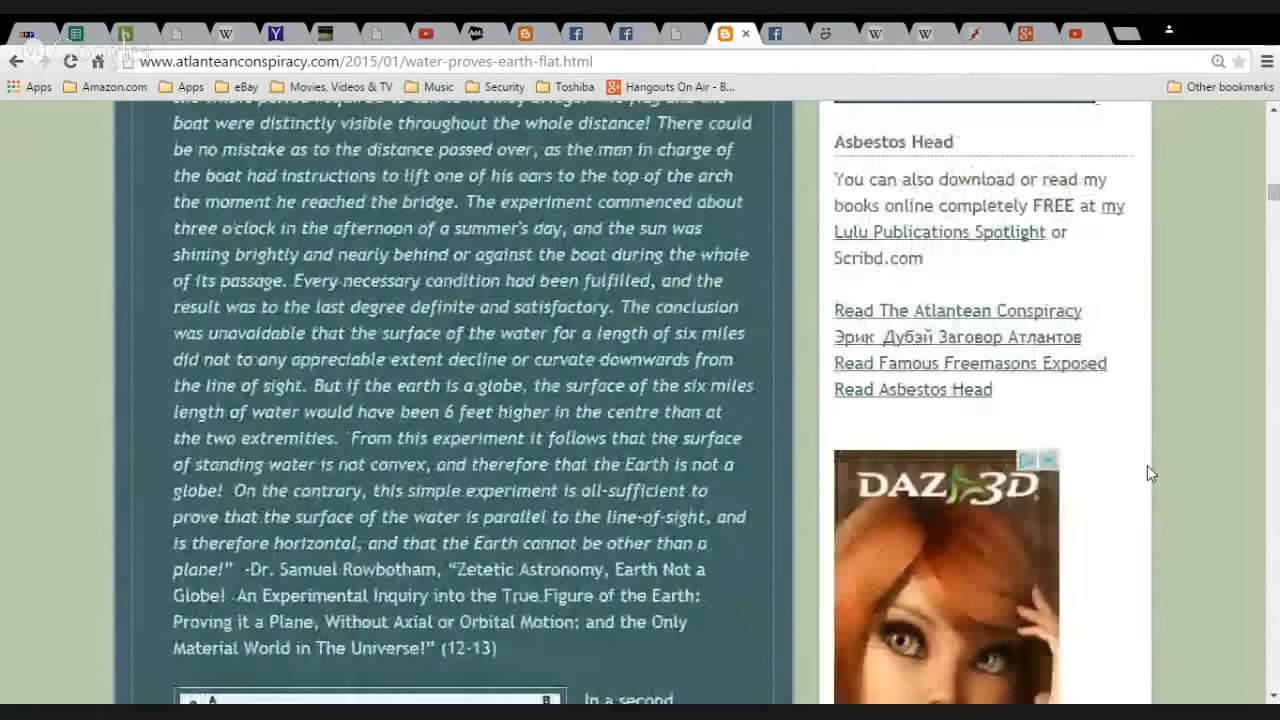 Google+
www.atlanteanconspiracy.com/2015/01/water-proves-earth-flat.html
Apps
Amazon.com
Apps
eBay
Movies, Videos & TV
Music
Security
Toshiba
Hangouts On Air - B...
Other bookmarks
boat were distinctly visible throughout the whole distance! There could
be no mistake as to the distance passed over, as the man in charge of
the boat had instructions to lift one of his oars to the top of the arch
the moment he reached the bridge. The experiment commenced about
three o'clock in the afternoon of a summer's day, and the sun was
shining brightly and nearly behind or against the boat during the whole
of its passage. Every necessary condition had been fulfilled, and the
result was to the last degree definite and satisfactory. The conclusion
was unavoidable that the surface of the water for a length of six miles
did not to any appreciable extent decline or curvate downwards from
the line of sight. But if the earth is a globe, the surface of the six miles
length of water would have been 6 feet higher in the centre than at
the two extremities. From this experiment it follows that the surface
of standing water is not convex, and therefore that the Earth is not a
globe! On the contrary, this simple experiment is all-sufficient to
prove that the surface of the water is parallel to the line-of-sight, and
is therefore horizontal, and that the Earth cannot be other than a
plane!” -Dr. Samuel Rowbotham, “Zetetic Astronomy, Earth Not a
Globe! An Experimental Inquiry into the True Figure of the Earth:
Proving it a Plane, Without Axial or Orbital Motion; and the Only
Material World in The Universe!” (12-13)
A
B
In a second
Asbestos Head
You can also download or read my
books online completely FREE at my
Lulu Publications Spotlight or
Scribd.com
Read The Atlantean Conspiracy
Эрик Дубэй Заговор Атлантов
Read Famous Freemasons Exposed
Read Asbestos Head
DAZ 3D